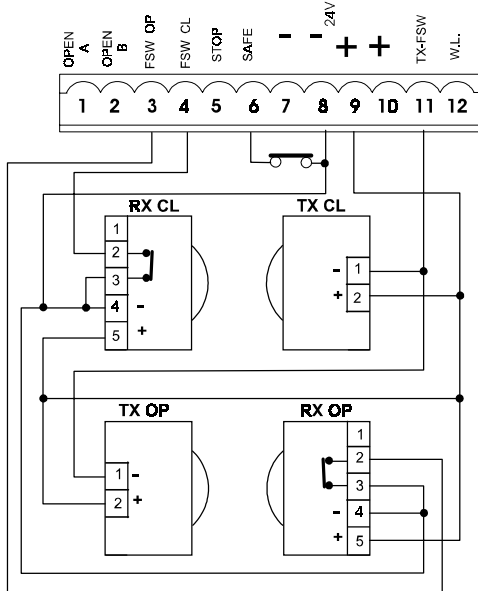 OPEN A
OPEN B
FSW OP
FSW CL
STOP
SAFE
-
-
24V
+
+
TX-FSW
W.L.
1 2 3 4 5 6 7 8 9 10 11 12
RX CL
1
2
3
4 -
5 +
TX CL
- 1
+ 2
TX OP
1 -
2 +
RX OP
1
2
3
- 4
+ 5